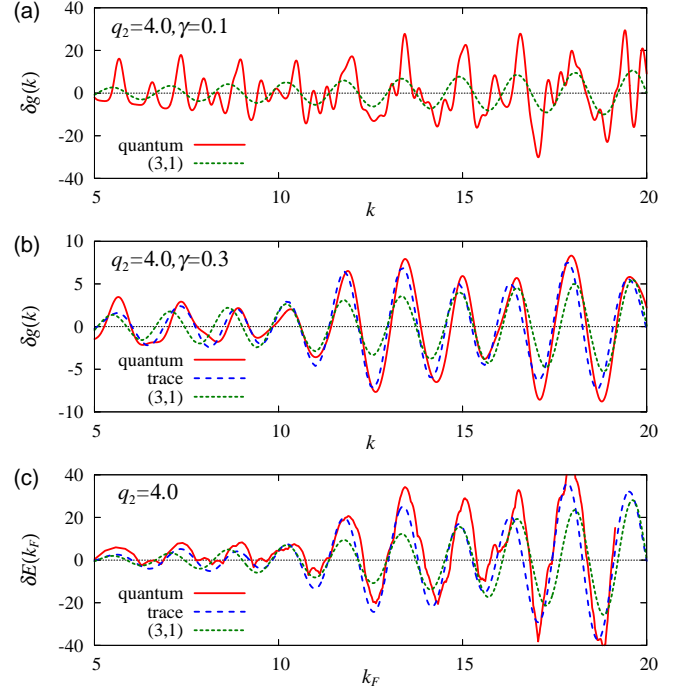 (a)
q₂=4.0, γ=0.1
40
20
0
-20
-40
δg(k)
quantum
(3,1)
5
10
15
20
k
(b)
q₂=4.0, γ=0.3
10
5
0
-5
-10
δg(k)
quantum
trace
(3,1)
5
10
15
20
k
(c)
q₂=4.0
40
20
0
-20
-40
δE(k_F)
quantum
trace
(3,1)
5
10
15
20
k_F